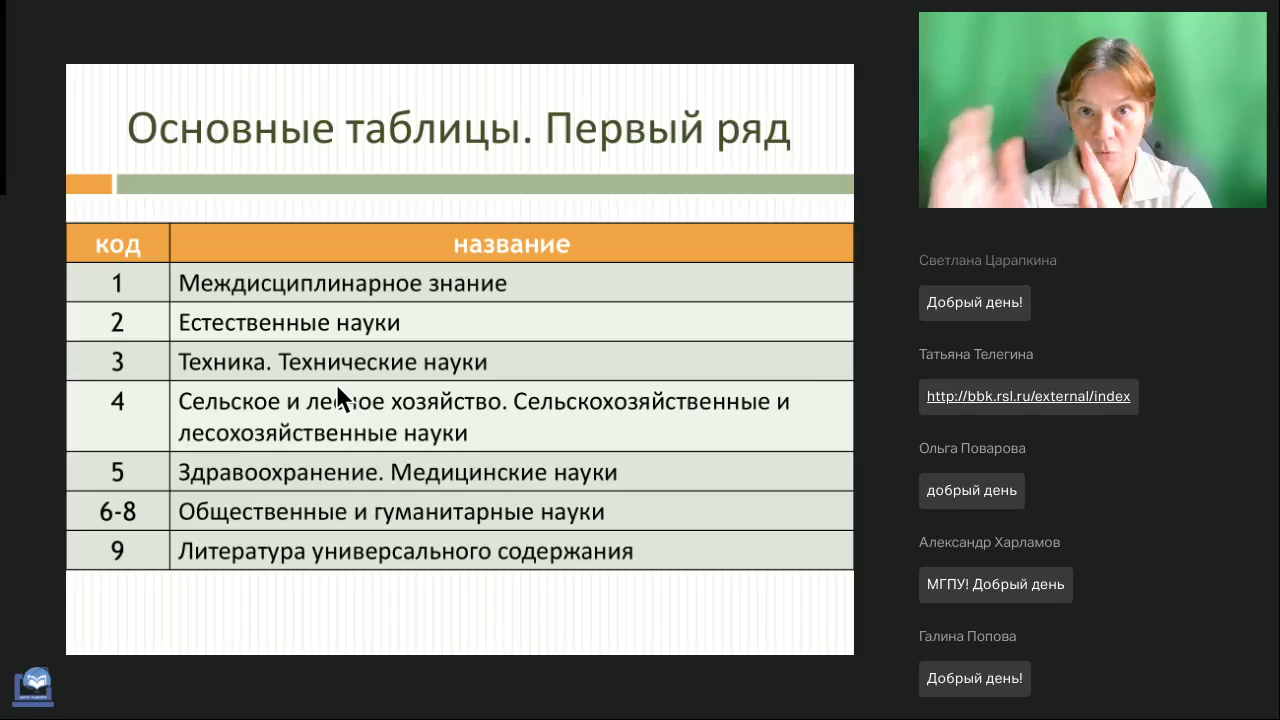 Основные таблицы. Первый ряд
код название
1 Междисциплинарное знание
2 Естественные науки
3 Техника. Технические науки
4 Сельское и лесное хозяйство. Сельскохозяйственные и
лесохозяйственные науки
5 Здравоохранение. Медицинские науки
6-8 Общественные и гуманитарные науки
9 Литература универсального содержания
Светлана Царапкина
Добрый день!
Татьяна Телегина
http://bbk.rsl.ru/external/index
Ольга Поварова
добрый день
Александр Харламов
МГПУ! Добрый день
Галина Попова
Добрый день!